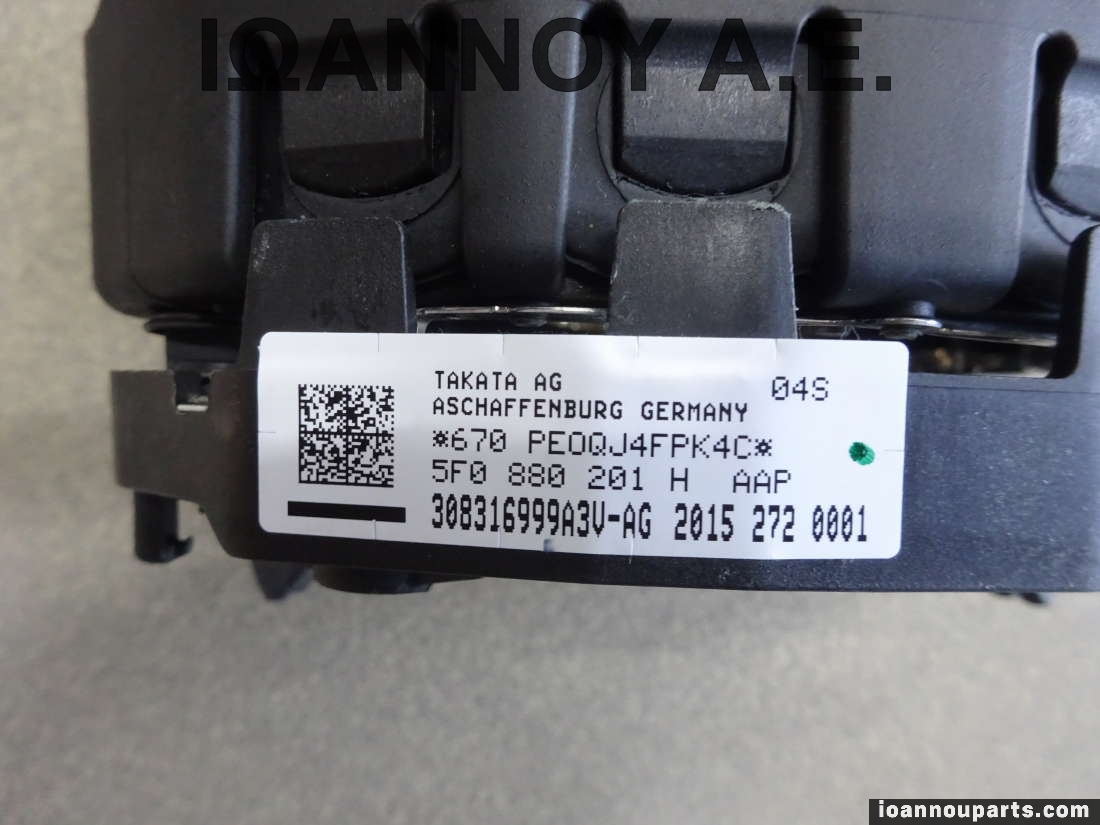 ΙΩΑΝΝΟΥ Α.Ε.
TAKATA AG 04S
ASCHAFFENBURG GERMANY
*670 PE0QJ4FPK4C*
5F0 880 201 H AAP
308316999A3V-AG 2015 272 0001
ioannouparts.com